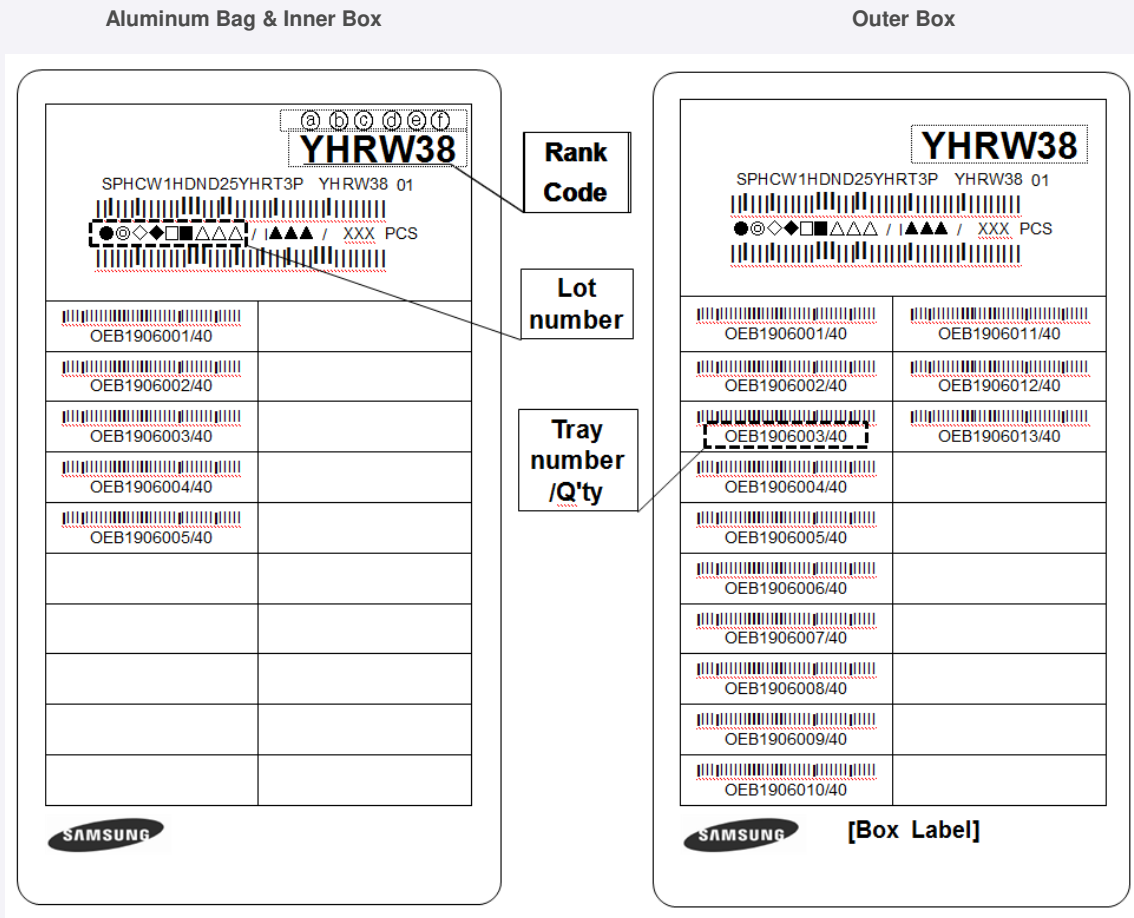 Aluminum Bag & Inner Box
Outer Box
ⓐ ⓑ ⓒ ⓓ ⓔ ⓕ
YHRW38
SPHCW1HDND25YHRT3P YHRW38 01
●◎◇◆□■△△△ / I▲▲▲ / XXX PCS
OEB1906001/40
OEB1906002/40
OEB1906003/40
OEB1906004/40
OEB1906005/40
SAMSUNG
Rank
Code
Lot
number
Tray
number
/Q'ty
YHRW38
SPHCW1HDND25YHRT3P YHRW38 01
●◎◇◆□■△△△ / I▲▲▲ / XXX PCS
OEB1906001/40 OEB1906011/40
OEB1906002/40 OEB1906012/40
OEB1906003/40 OEB1906013/40
OEB1906004/40
OEB1906005/40
OEB1906006/40
OEB1906007/40
OEB1906008/40
OEB1906009/40
OEB1906010/40
SAMSUNG [Box Label]